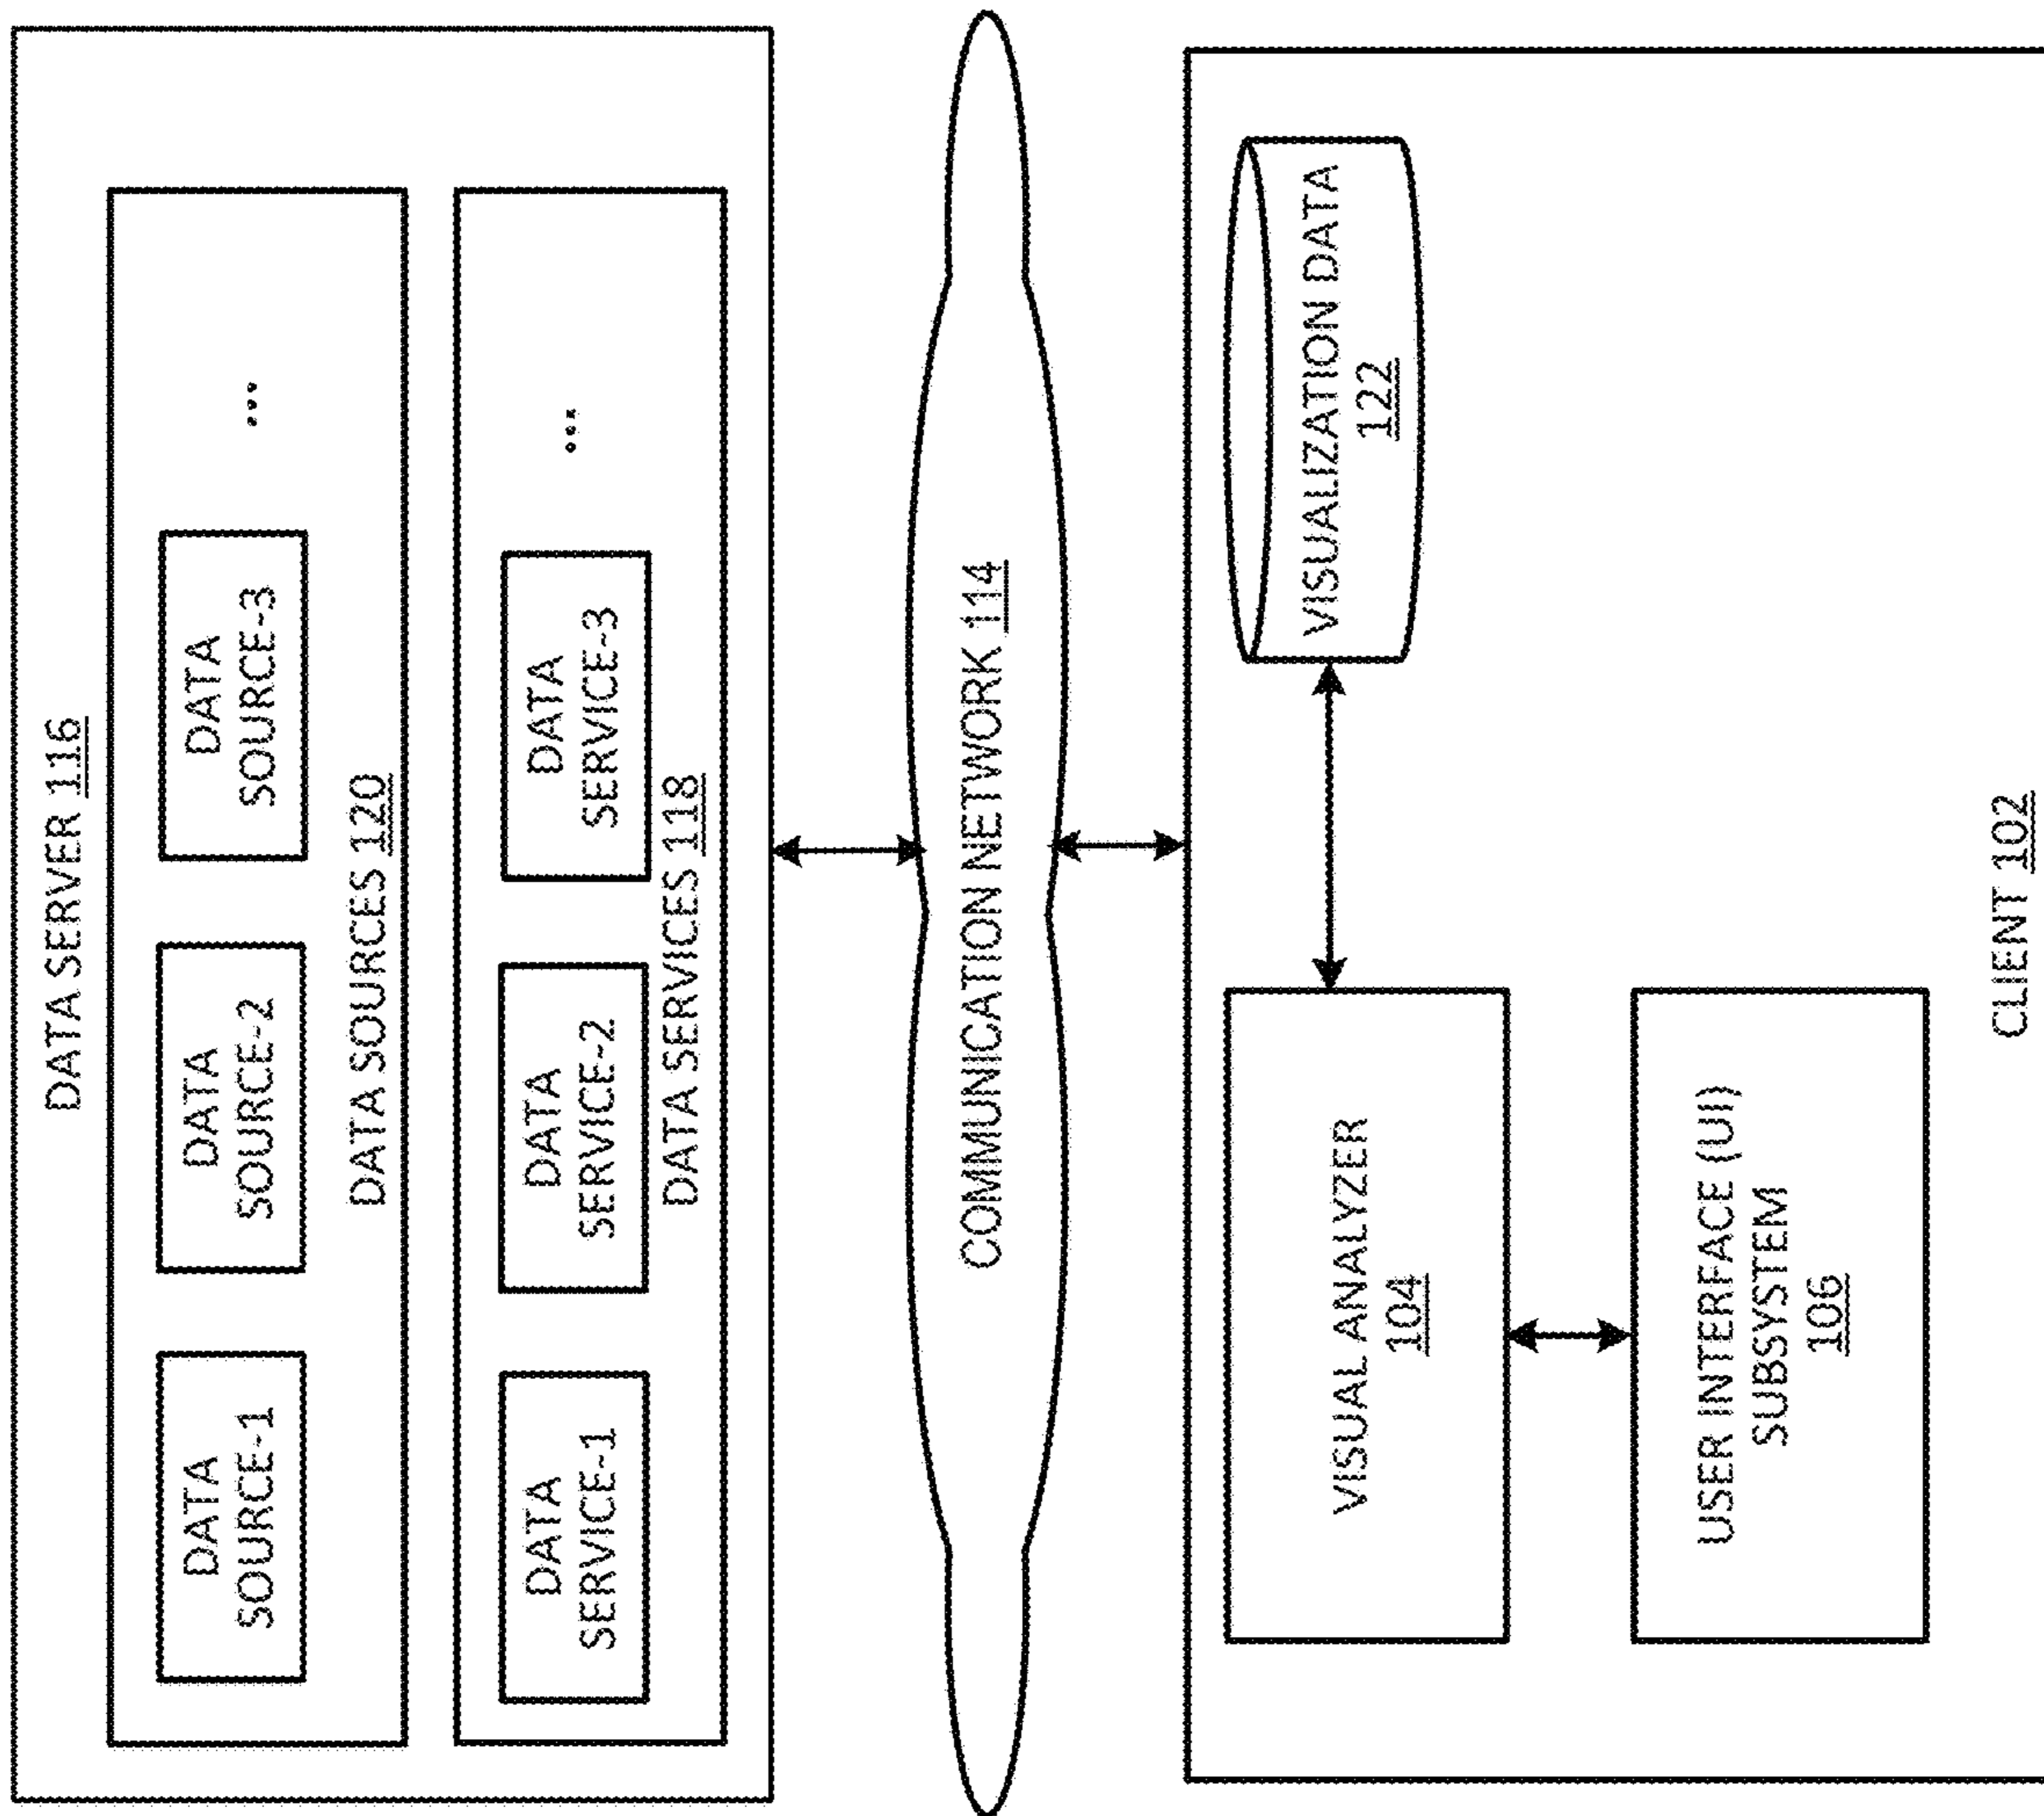 DATA SERVER 116
DATA
SOURCE-1
DATA
SOURCE-2
DATA
SOURCE-3
...
DATA SOURCES 120
DATA
SERVICE-1
DATA
SERVICE-2
DATA
SERVICE-3
...
DATA SERVICES 118
COMMUNICATION NETWORK 114
VISUAL ANALYZER
104
VISUALIZATION DATA
122
USER INTERFACE (UI)
SUBSYSTEM
106
CLIENT 102